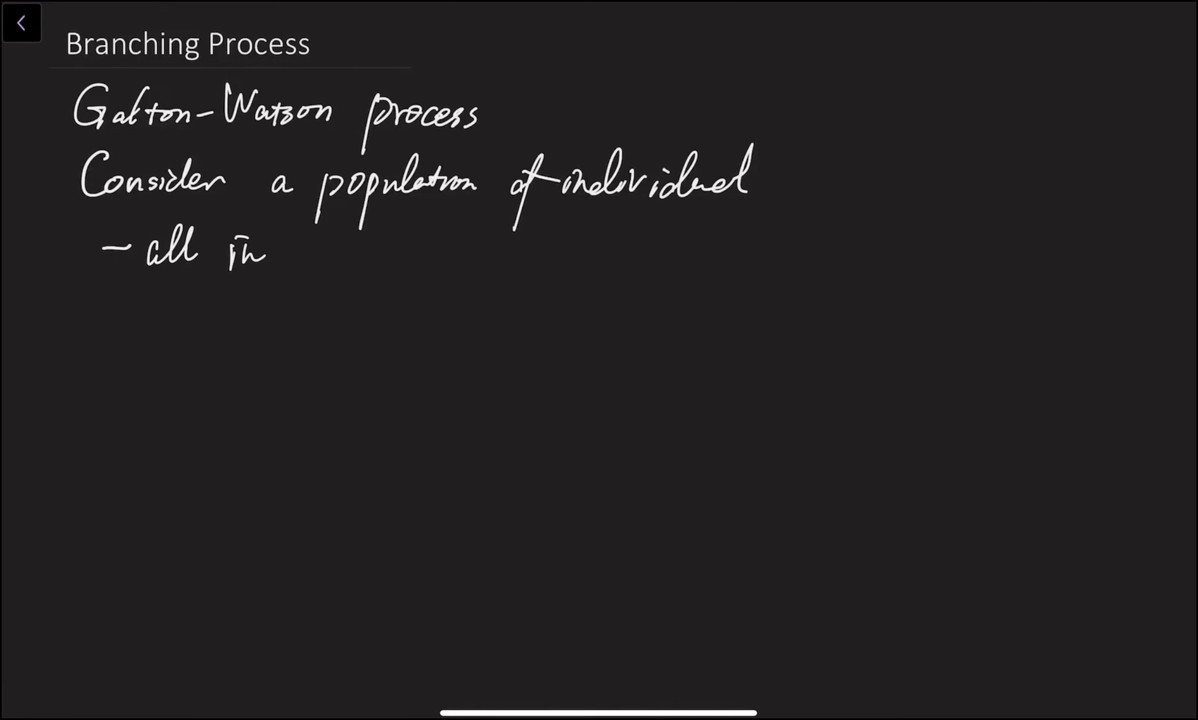 Branching Process
Galton-Watson process
Consider a population of individual
- all in